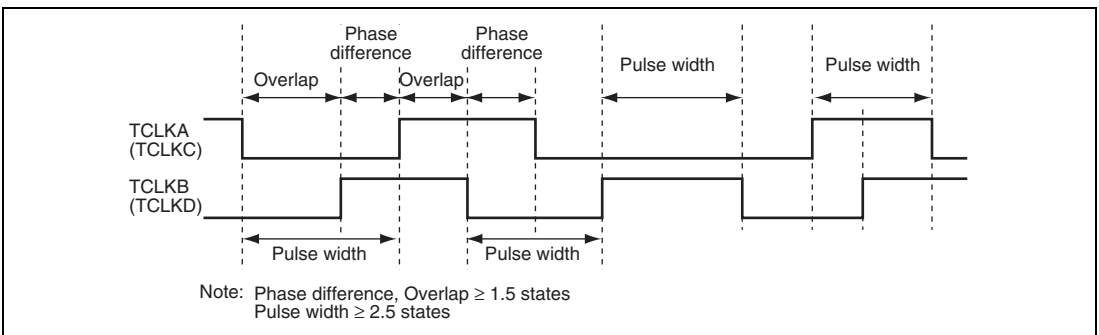 Phase
difference
Phase
difference
Overlap
Overlap
Pulse width
Pulse width
TCLKA
(TCLKC)
TCLKB
(TCLKD)
Pulse width
Pulse width
Note: Phase difference, Overlap ≥ 1.5 states
Pulse width ≥ 2.5 states